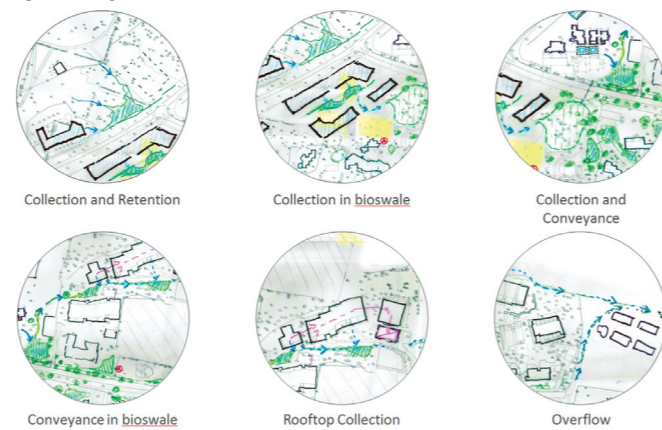 Collection and Retention
Collection in bioswale
Collection and
Conveyance
Conveyance in bioswale
Rooftop Collection
Overflow